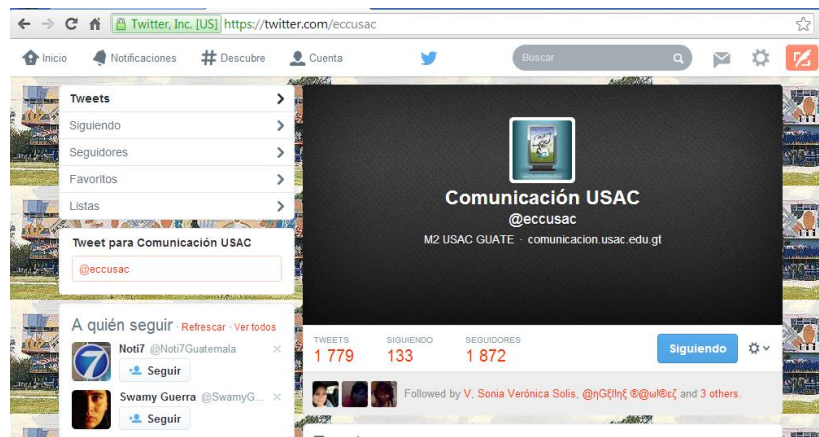 Twitter, Inc. [US] https://twitter.com/eccusac
Inicio Notificaciones # Descubre Cuenta Buscar
Tweets
Siguiendo
Seguidores
Favoritos
Listas
Tweet para Comunicación USAC
@eccusac
A quién seguir · Refrescar · Ver todos
Noti7 @Noti7Guatemala
Seguir
Swamy Guerra @SwamyG...
Seguir
Comunicación USAC
@eccusac
M2 USAC GUATE · comunicacion.usac.edu.gt
TWEETS SIGUIENDO SEGUIDORES
1 779 133 1 872
Siguiendo
Followed by V, Sonia Verónica Solis, and 3 others.